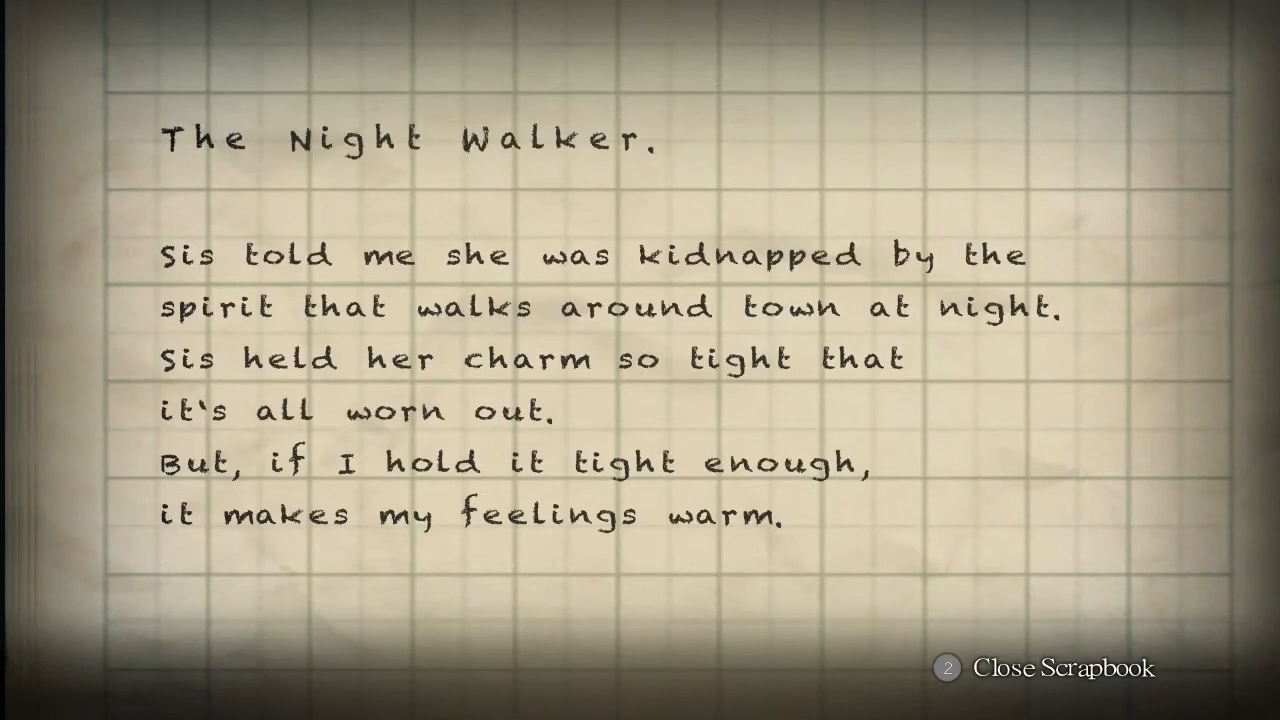 The Night Walker.
Sis told me she was kidnapped by the
spirit that walks around town at night.
Sis held her charm so tight that
it's all worn out.
But, if I hold it tight enough,
it makes my feelings warm.
2 Close Scrapbook